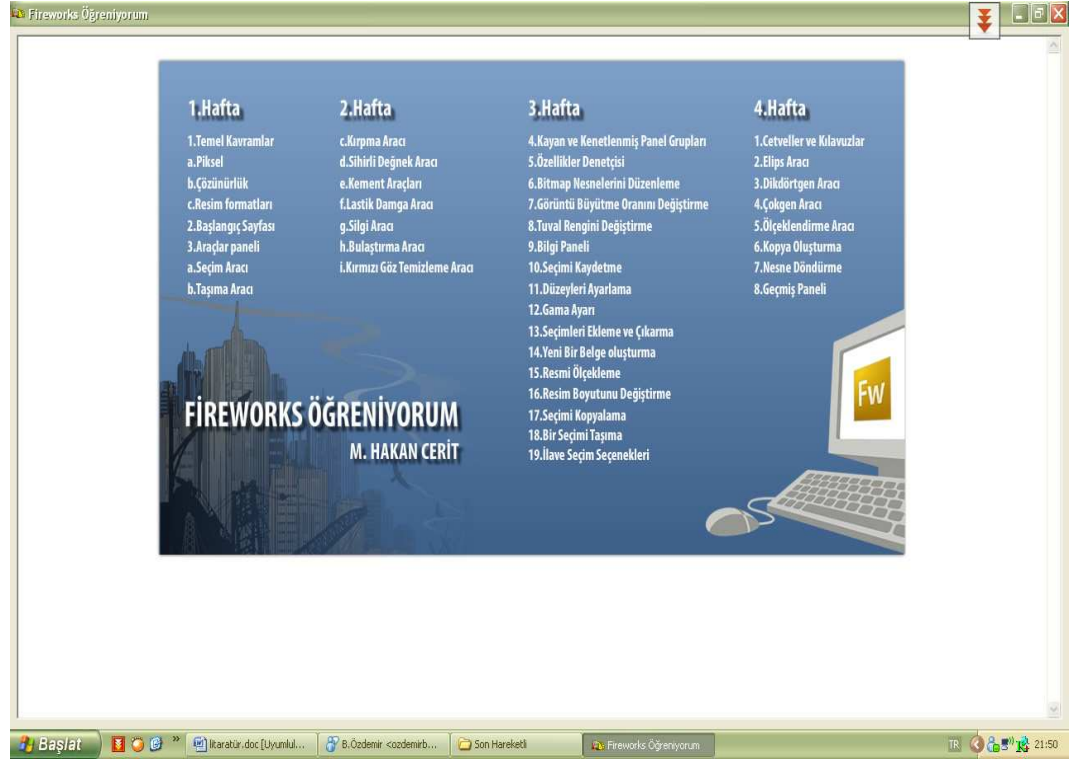 Fireworks Öğreniyorum
1.Hafta
1.Temel Kavramlar
a.Piksel
b.Çözünürlük
c.Resim formatları
2.Başlangıç Sayfası
3.Araçlar paneli
a.Seçim Aracı
b.Taşıma Aracı
2.Hafta
c.Kırpma Aracı
d.Sihirli Değnek Aracı
e.Kement Araçları
f.Lastik Damga Aracı
g.Silgi Aracı
h.Bulaştırma Aracı
i.Kırmızı Göz Temizleme Aracı
3.Hafta
4.Kayan ve Kenetlenmiş Panel Grupları
5.Özellikler Denetçisi
6.Bitmap Nesnelerini Düzenleme
7.Görüntü Büyütme Oranını Değiştirme
8.Tuval Rengini Değiştirme
9.Bilgi Paneli
10.Seçimi Kaydetme
11.Düzeyleri Ayarlama
12.Gama Ayarı
13.Seçimleri Ekleme ve Çıkarma
14.Yeni Bir Belge oluşturma
15.Resmi Ölçekleme
16.Resim Boyutunu Değiştirme
17.Seçimi Kopyalama
18.Bir Seçimi Taşıma
19.İlave Seçim Seçenekleri
4.Hafta
1.Cetveller ve Kılavuzlar
2.Elips Aracı
3.Dikdörtgen Aracı
4.Çokgen Aracı
5.Ölçeklendirme Aracı
6.Kopya Oluşturma
7.Nesne Döndürme
8.Geçmiş Paneli
FİREWORKS ÖĞRENİYORUM
M. HAKAN CERİT
Fw
Başlat
litaratür.doc [Uyumlul...
B.Özdemir <ozdemirb...
Son Hareketli
Fireworks Öğreniyorum
TR
21:50